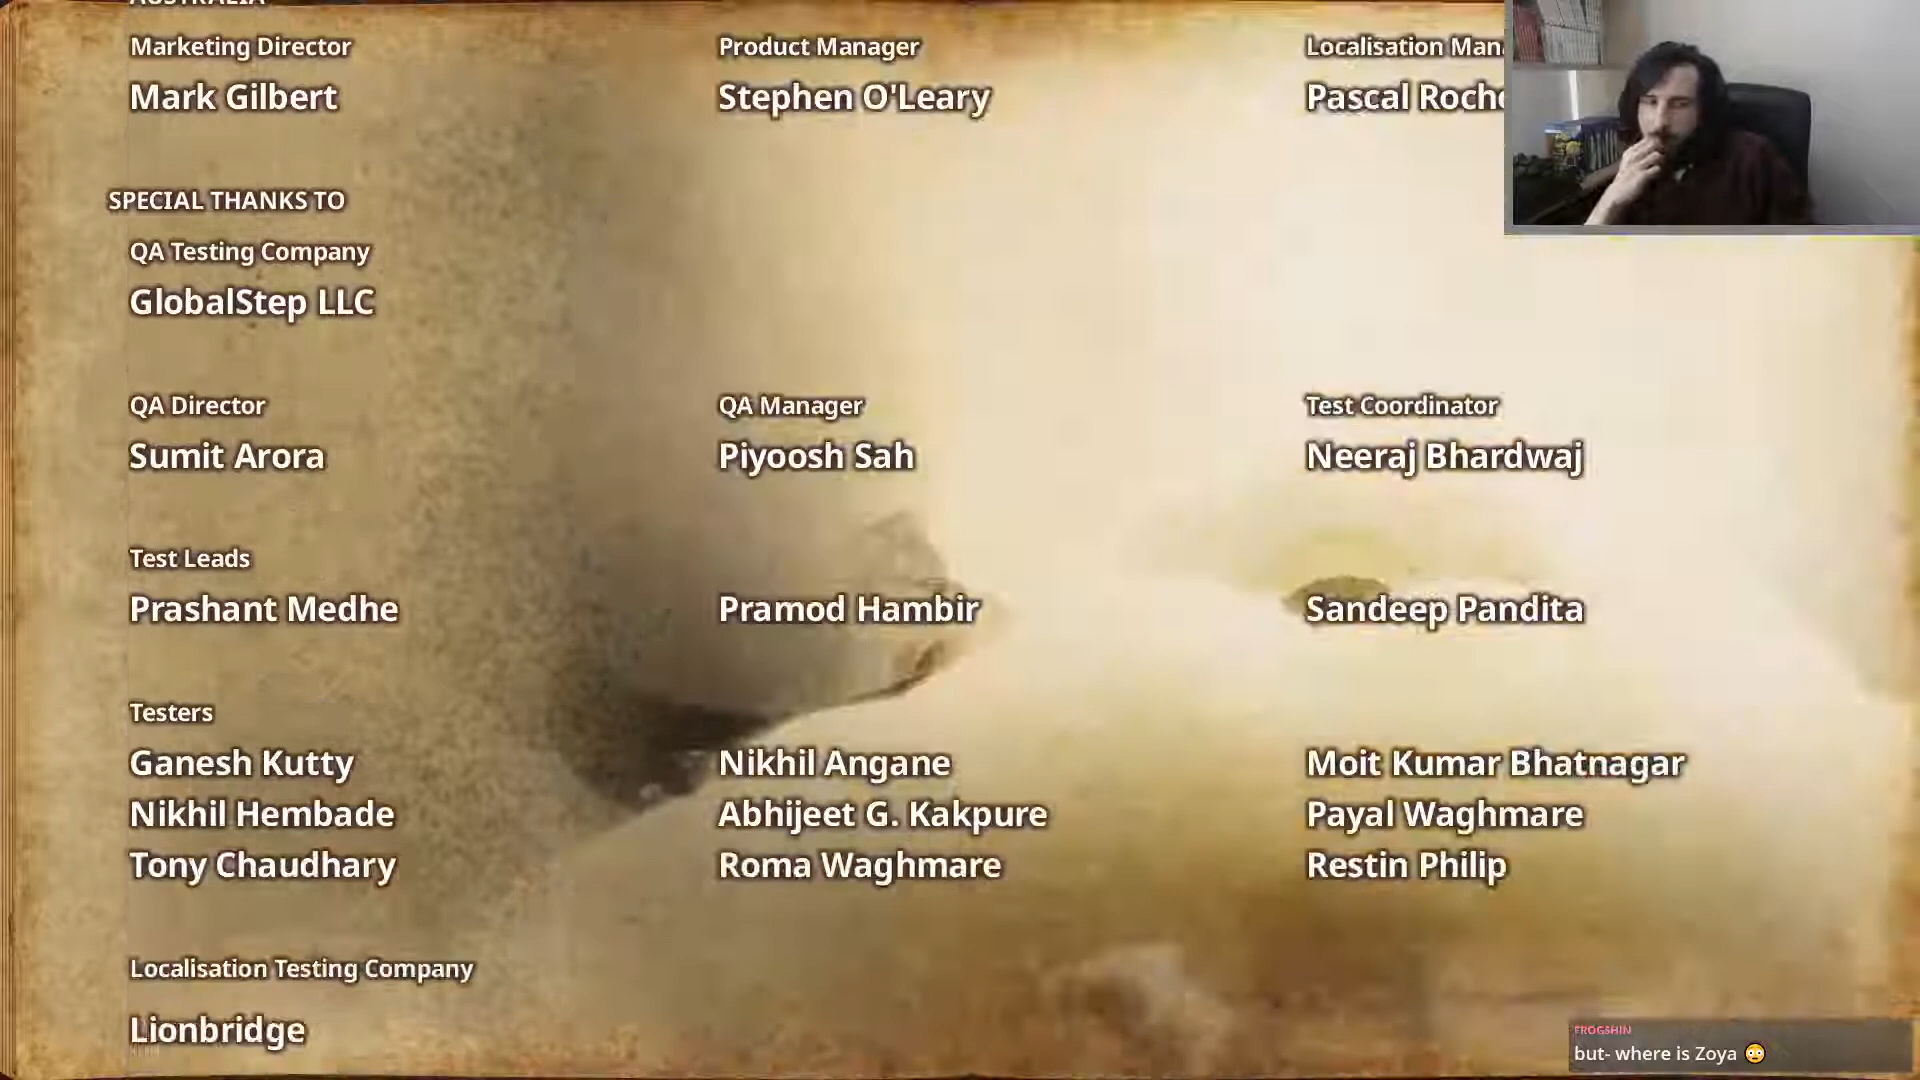 AUSTRALIA
Marketing Director
Product Manager
Localisation
Mark Gilbert
Stephen O'Leary
Pascal
SPECIAL THANKS TO
QA Testing Company
GlobalStep LLC
QA Director
QA Manager
Test Coordinator
Sumit Arora
Piyoosh Sah
Neeraj Bhardwaj
Test Leads
Prashant Medhe
Pramod Hambir
Sandeep Pandita
Testers
Ganesh Kutty
Nikhil Angane
Moit Kumar Bhatnagar
Nikhil Hembade
Abhijeet G. Kakpure
Payal Waghmare
Tony Chaudhary
Roma Waghmare
Restin Philip
Localisation Testing Company
Lionbridge
FROGSHIN
but- where is Zoya 😳